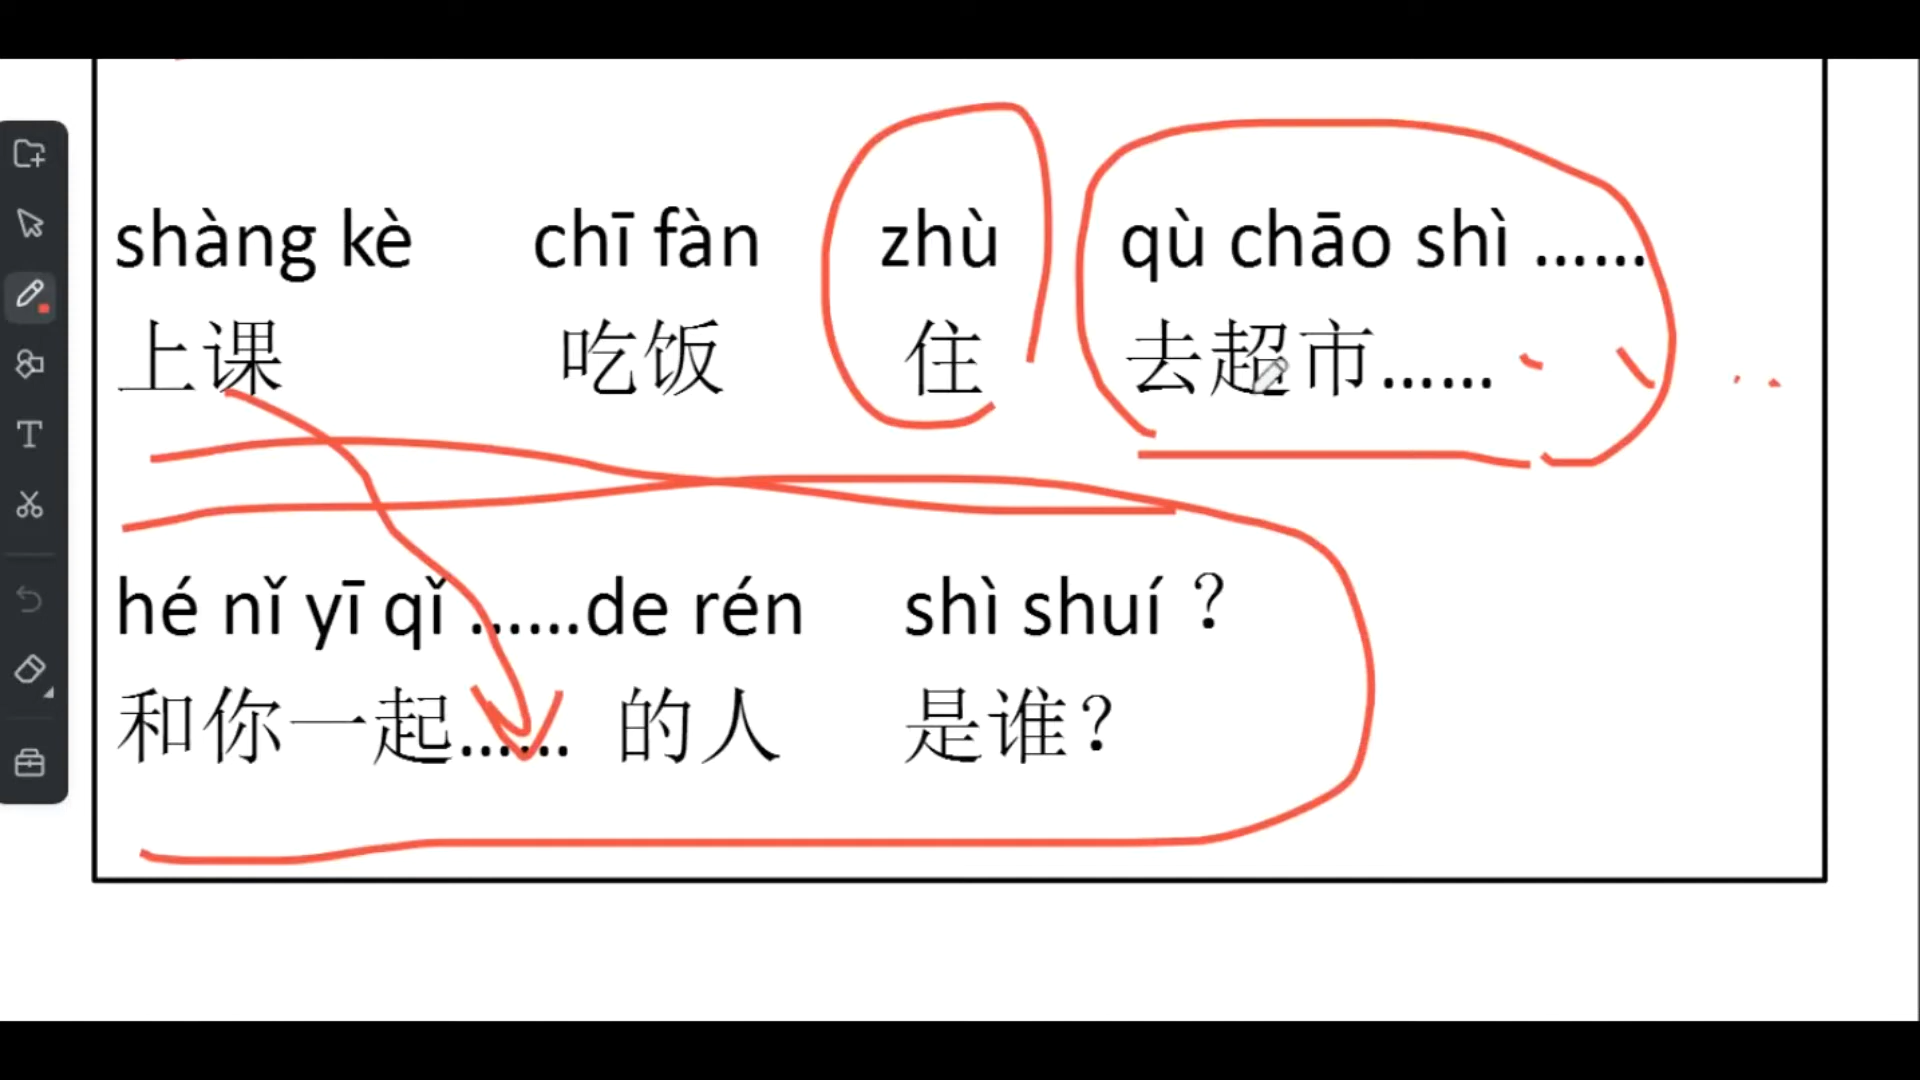 shàng kè chī fàn zhù qù chāo shì ……
上课 吃饭 住 去超市……
hé nǐ yī qǐ ……de rén shì shuí？
和你一起…… 的人 是谁？